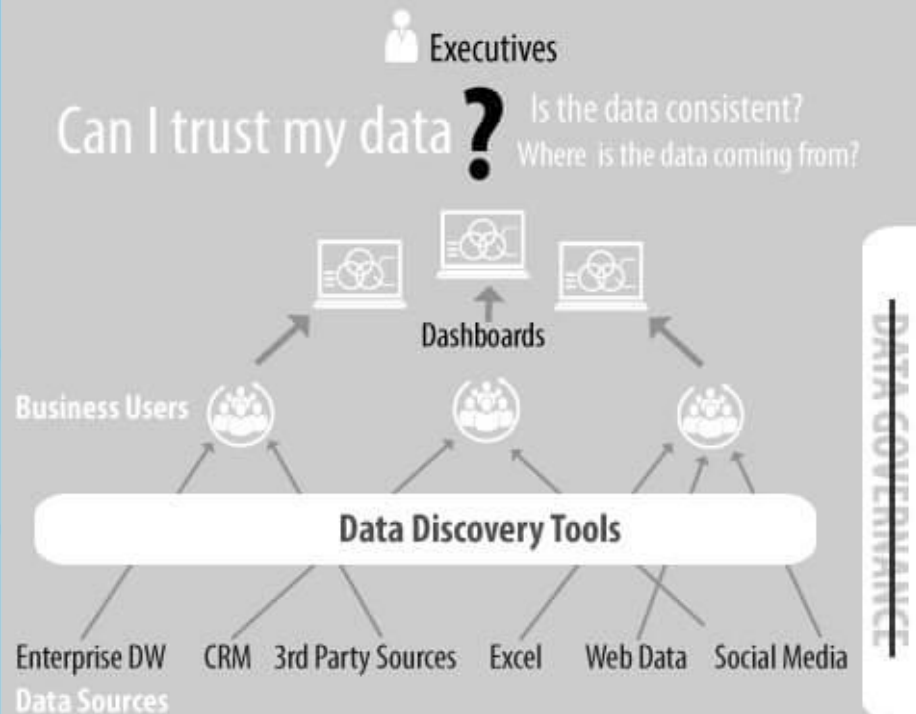 Executives
Can I trust my data ?
Is the data consistent?
Where is the data coming from?
Dashboards
Business Users
Data Discovery Tools
Enterprise DW CRM 3rd Party Sources Excel Web Data Social Media
Data Sources
DATA GOVERNANCE